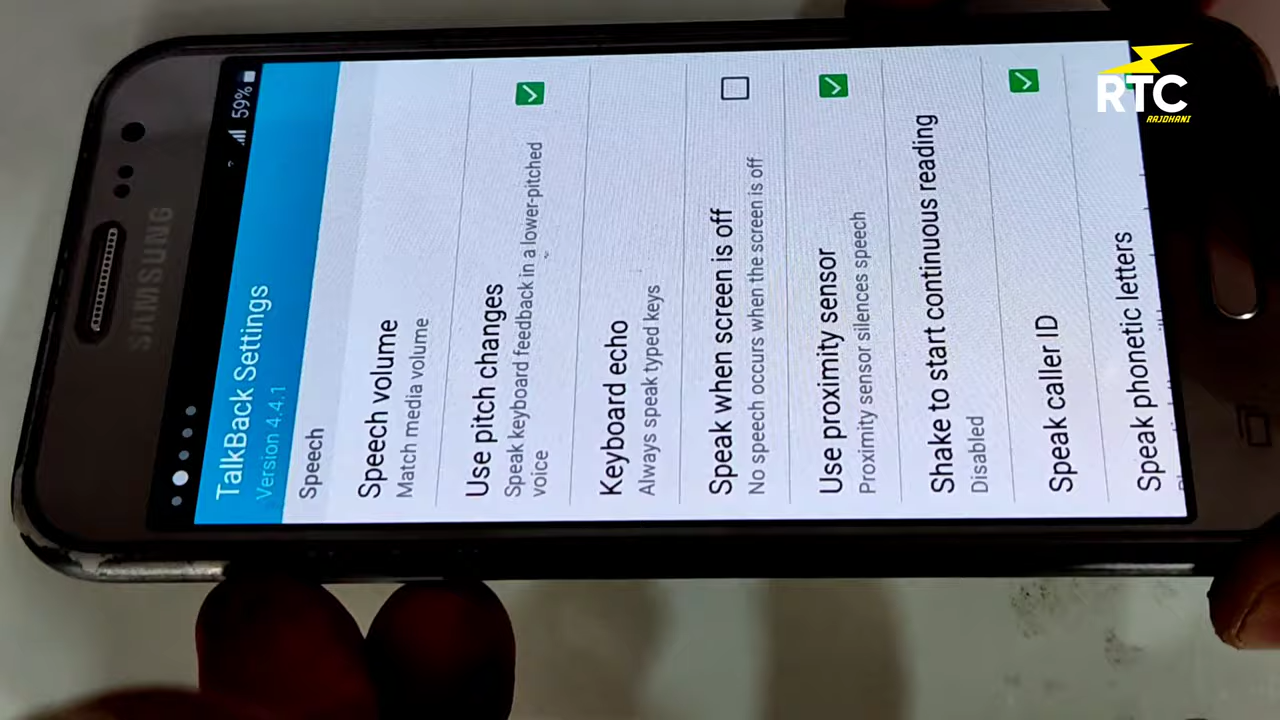 SAMSUNG
59%
TalkBack Settings
Version 4.4.1
Speech
Speech volume
Match media volume
Use pitch changes
Speak keyboard feedback in a lower-pitched
voice
Keyboard echo
Always speak typed keys
Speak when screen is off
No speech occurs when the screen is off
Use proximity sensor
Proximity sensor silences speech
Shake to start continuous reading
Disabled
Speak caller ID
Speak phonetic letters
RTC
RAJDHANI